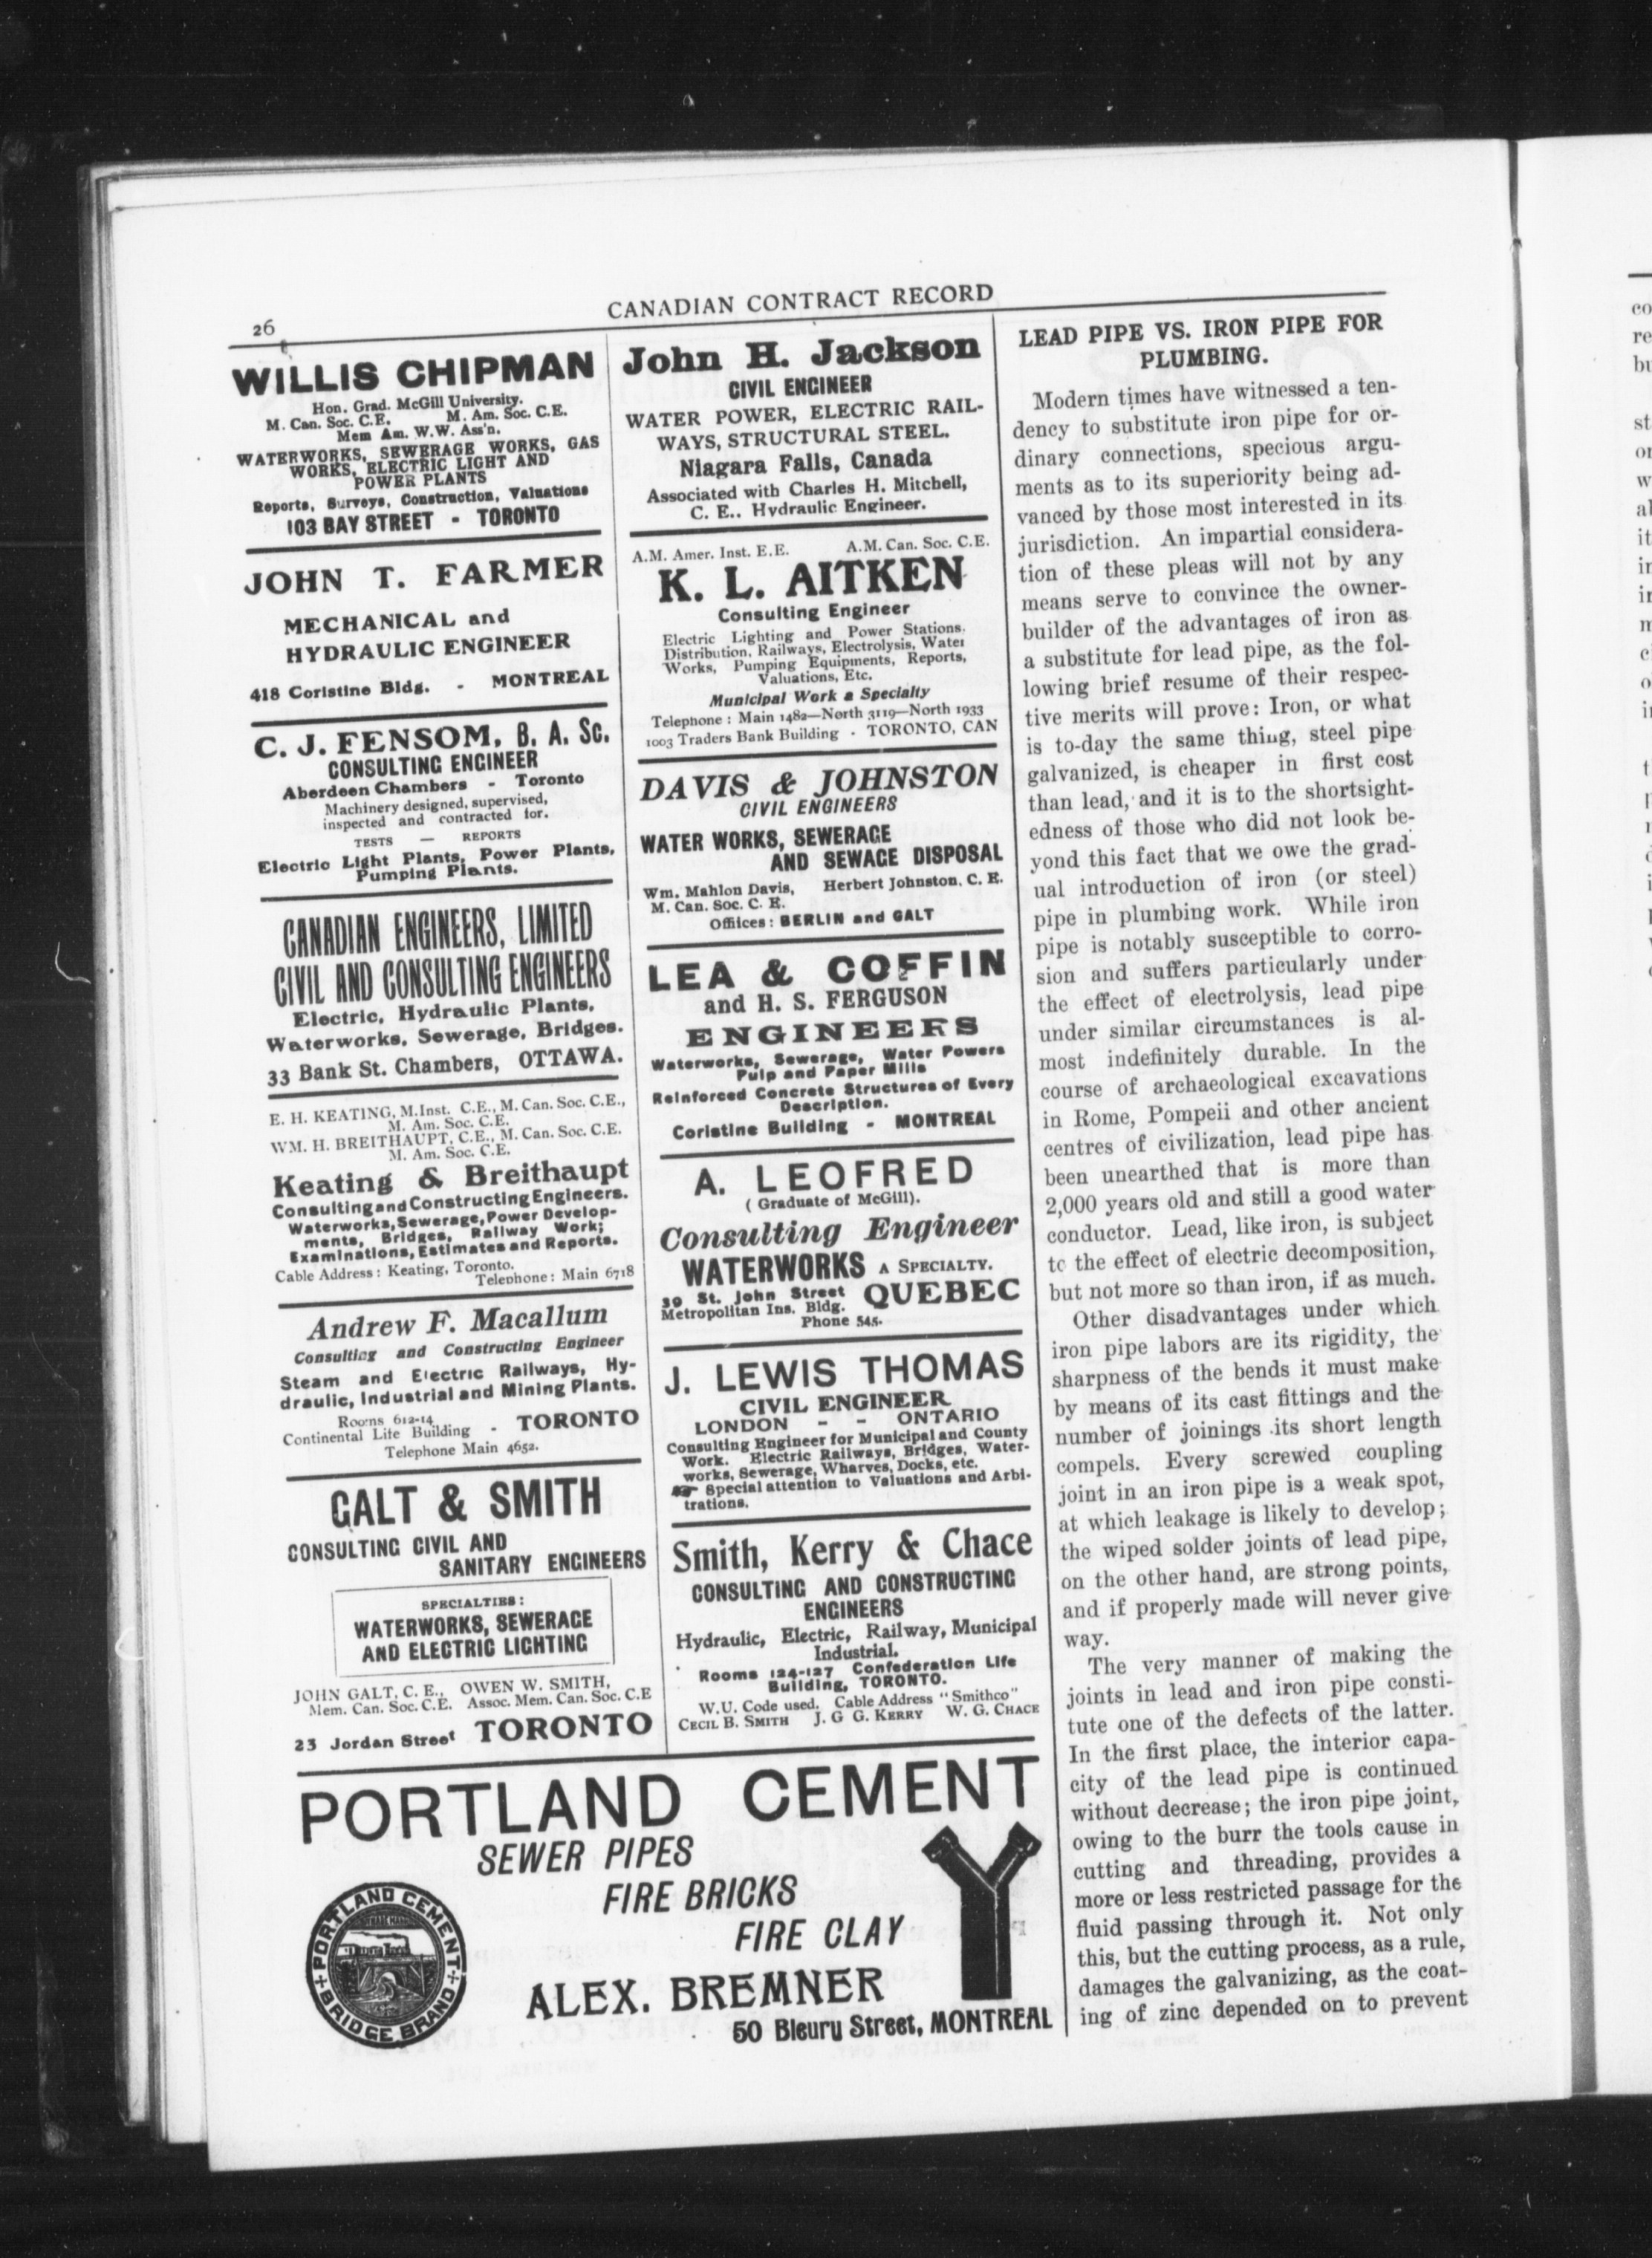 26
CANADIAN CONTRACT RECORD
WILLIS CHIPMAN
Hon. Grad. McGill University.
M. Can. Soc. C.E. M. Am. Soc. C.E.
Mem Am. W.W. Ass'n.
WATERWORKS, SEWERAGE WORKS, GAS
WORKS, ELECTRIC LIGHT AND
POWER PLANTS
Reports, Surveys, Construction, Valuations
103 BAY STREET - TORONTO
JOHN T. FARMER
MECHANICAL and
HYDRAULIC ENGINEER
418 Coristine Bldg. - MONTREAL
C. J. FENSOM, B. A. Sc.
CONSULTING ENGINEER
Aberdeen Chambers - Toronto
Machinery designed, supervised,
inspected and contracted for.
TESTS — REPORTS
Electric Light Plants, Power Plants,
Pumping Plants.
CANADIAN ENGINEERS, LIMITED
CIVIL AND CONSULTING ENGINEERS
Electric, Hydraulic Plants,
Waterworks, Sewerage, Bridges.
33 Bank St. Chambers, OTTAWA.
E. H. KEATING, M.Inst. C.E., M. Can. Soc. C.E.,
M. Am. Soc. C.E.
WM. H. BREITHAUPT, C.E., M. Can. Soc. C.E.
M. Am. Soc. C.E.
Keating & Breithaupt
Consulting and Constructing Engineers.
Waterworks, Sewerage, Power Develop-
ments, Bridges, Railway Work;
Examinations, Estimates and Reports.
Cable Address: Keating, Toronto.
Telephone: Main 6718
Andrew F. Macallum
Consulting and Constructing Engineer
Steam and Electric Railways, Hy-
draulic, Industrial and Mining Plants.
Rooms 612-14
Continental Life Building - TORONTO
Telephone Main 4652.
GALT & SMITH
CONSULTING CIVIL AND
SANITARY ENGINEERS
SPECIALTIES:
WATERWORKS, SEWERAGE
AND ELECTRIC LIGHTING
JOHN GALT, C. E., OWEN W. SMITH,
Mem. Can. Soc. C.E. Assoc. Mem. Can. Soc. C.E
23 Jordan Street TORONTO
John H. Jackson
CIVIL ENGINEER
WATER POWER, ELECTRIC RAIL-
WAYS, STRUCTURAL STEEL.
Niagara Falls, Canada
Associated with Charles H. Mitchell,
C. E.. Hydraulic Engineer.
A.M. Amer. Inst. E.E. A.M. Can. Soc. C.E.
K. L. AITKEN
Consulting Engineer
Electric Lighting and Power Stations.
Distribution, Railways, Electrolysis, Water
Works, Pumping Equipments, Reports,
Valuations, Etc.
Municipal Work a Specialty
Telephone: Main 1482—North 3119—North 1933
1003 Traders Bank Building - TORONTO, CAN
DAVIS & JOHNSTON
CIVIL ENGINEERS
WATER WORKS, SEWERAGE
AND SEWAGE DISPOSAL
Wm. Mahlon Davis, Herbert Johnston, C. E.
M. Can. Soc. C. E.
Offiices: BERLIN and GALT
LEA & COFFIN
and H. S. FERGUSON
ENGINEERS
Waterworks, Sewerage, Water Powers
Pulp and Paper Mills
Reinforced Concrete Structures of Every
Description.
Coristine Building - MONTREAL
A. LEOFRED
( Graduate of McGill).
Consulting Engineer
WATERWORKS A SPECIALTY.
39 St. John Street QUEBEC
Metropolitan Ins. Bldg.
Phone 545.
J. LEWIS THOMAS
CIVIL ENGINEER
LONDON - - ONTARIO
Consulting Engineer for Municipal and County
Work. Electric Railways, Bridges, Water-
works, Sewerage, Wharves, Docks, etc.
☞ Special attention to Valuations and Arbi-
trations.
Smith, Kerry & Chace
CONSULTING AND CONSTRUCTING
ENGINEERS
Hydraulic, Electric, Railway, Municipal
Industrial.
Rooms 124-127 Confederation Life
Building, TORONTO.
W.U. Code used. Cable Address "Smithco"
CECIL B. SMITH J. G G. KERRY W. G. CHACE
PORTLAND CEMENT
SEWER PIPES
FIRE BRICKS
FIRE CLAY
PORTLAND CEMENT
TRADE MARK
BRIDGE BRAND
ALEX. BREMNER
50 Bleury Street, MONTREAL
LEAD PIPE VS. IRON PIPE FOR
PLUMBING.
Modern times have witnessed a ten-
dency to substitute iron pipe for or-
dinary connections, specious argu-
ments as to its superiority being ad-
vanced by those most interested in its
jurisdiction. An impartial considera-
tion of these pleas will not by any
means serve to convince the owner-
builder of the advantages of iron as
a substitute for lead pipe, as the fol-
lowing brief resume of their respec-
tive merits will prove: Iron, or what
is to-day the same thing, steel pipe
galvanized, is cheaper in first cost
than lead, and it is to the shortsight-
edness of those who did not look be-
yond this fact that we owe the grad-
ual introduction of iron (or steel)
pipe in plumbing work. While iron
pipe is notably susceptible to corro-
sion and suffers particularly under
the effect of electrolysis, lead pipe
under similar circumstances is al-
most indefinitely durable. In the
course of archaeological excavations
in Rome, Pompeii and other ancient
centres of civilization, lead pipe has
been unearthed that is more than
2,000 years old and still a good water
conductor. Lead, like iron, is subject
to the effect of electric decomposition,
but not more so than iron, if as much.
Other disadvantages under which
iron pipe labors are its rigidity, the
sharpness of the bends it must make
by means of its cast fittings and the
number of joinings its short length
compels. Every screwed coupling
joint in an iron pipe is a weak spot,
at which leakage is likely to develop;
the wiped solder joints of lead pipe,
on the other hand, are strong points,
and if properly made will never give
way.
The very manner of making the
joints in lead and iron pipe consti-
tute one of the defects of the latter.
In the first place, the interior capa-
city of the lead pipe is continued
without decrease; the iron pipe joint,
owing to the burr the tools cause in
cutting and threading, provides a
more or less restricted passage for the
fluid passing through it. Not only
this, but the cutting process, as a rule,
damages the galvanizing, as the coat-
ing of zinc depended on to prevent